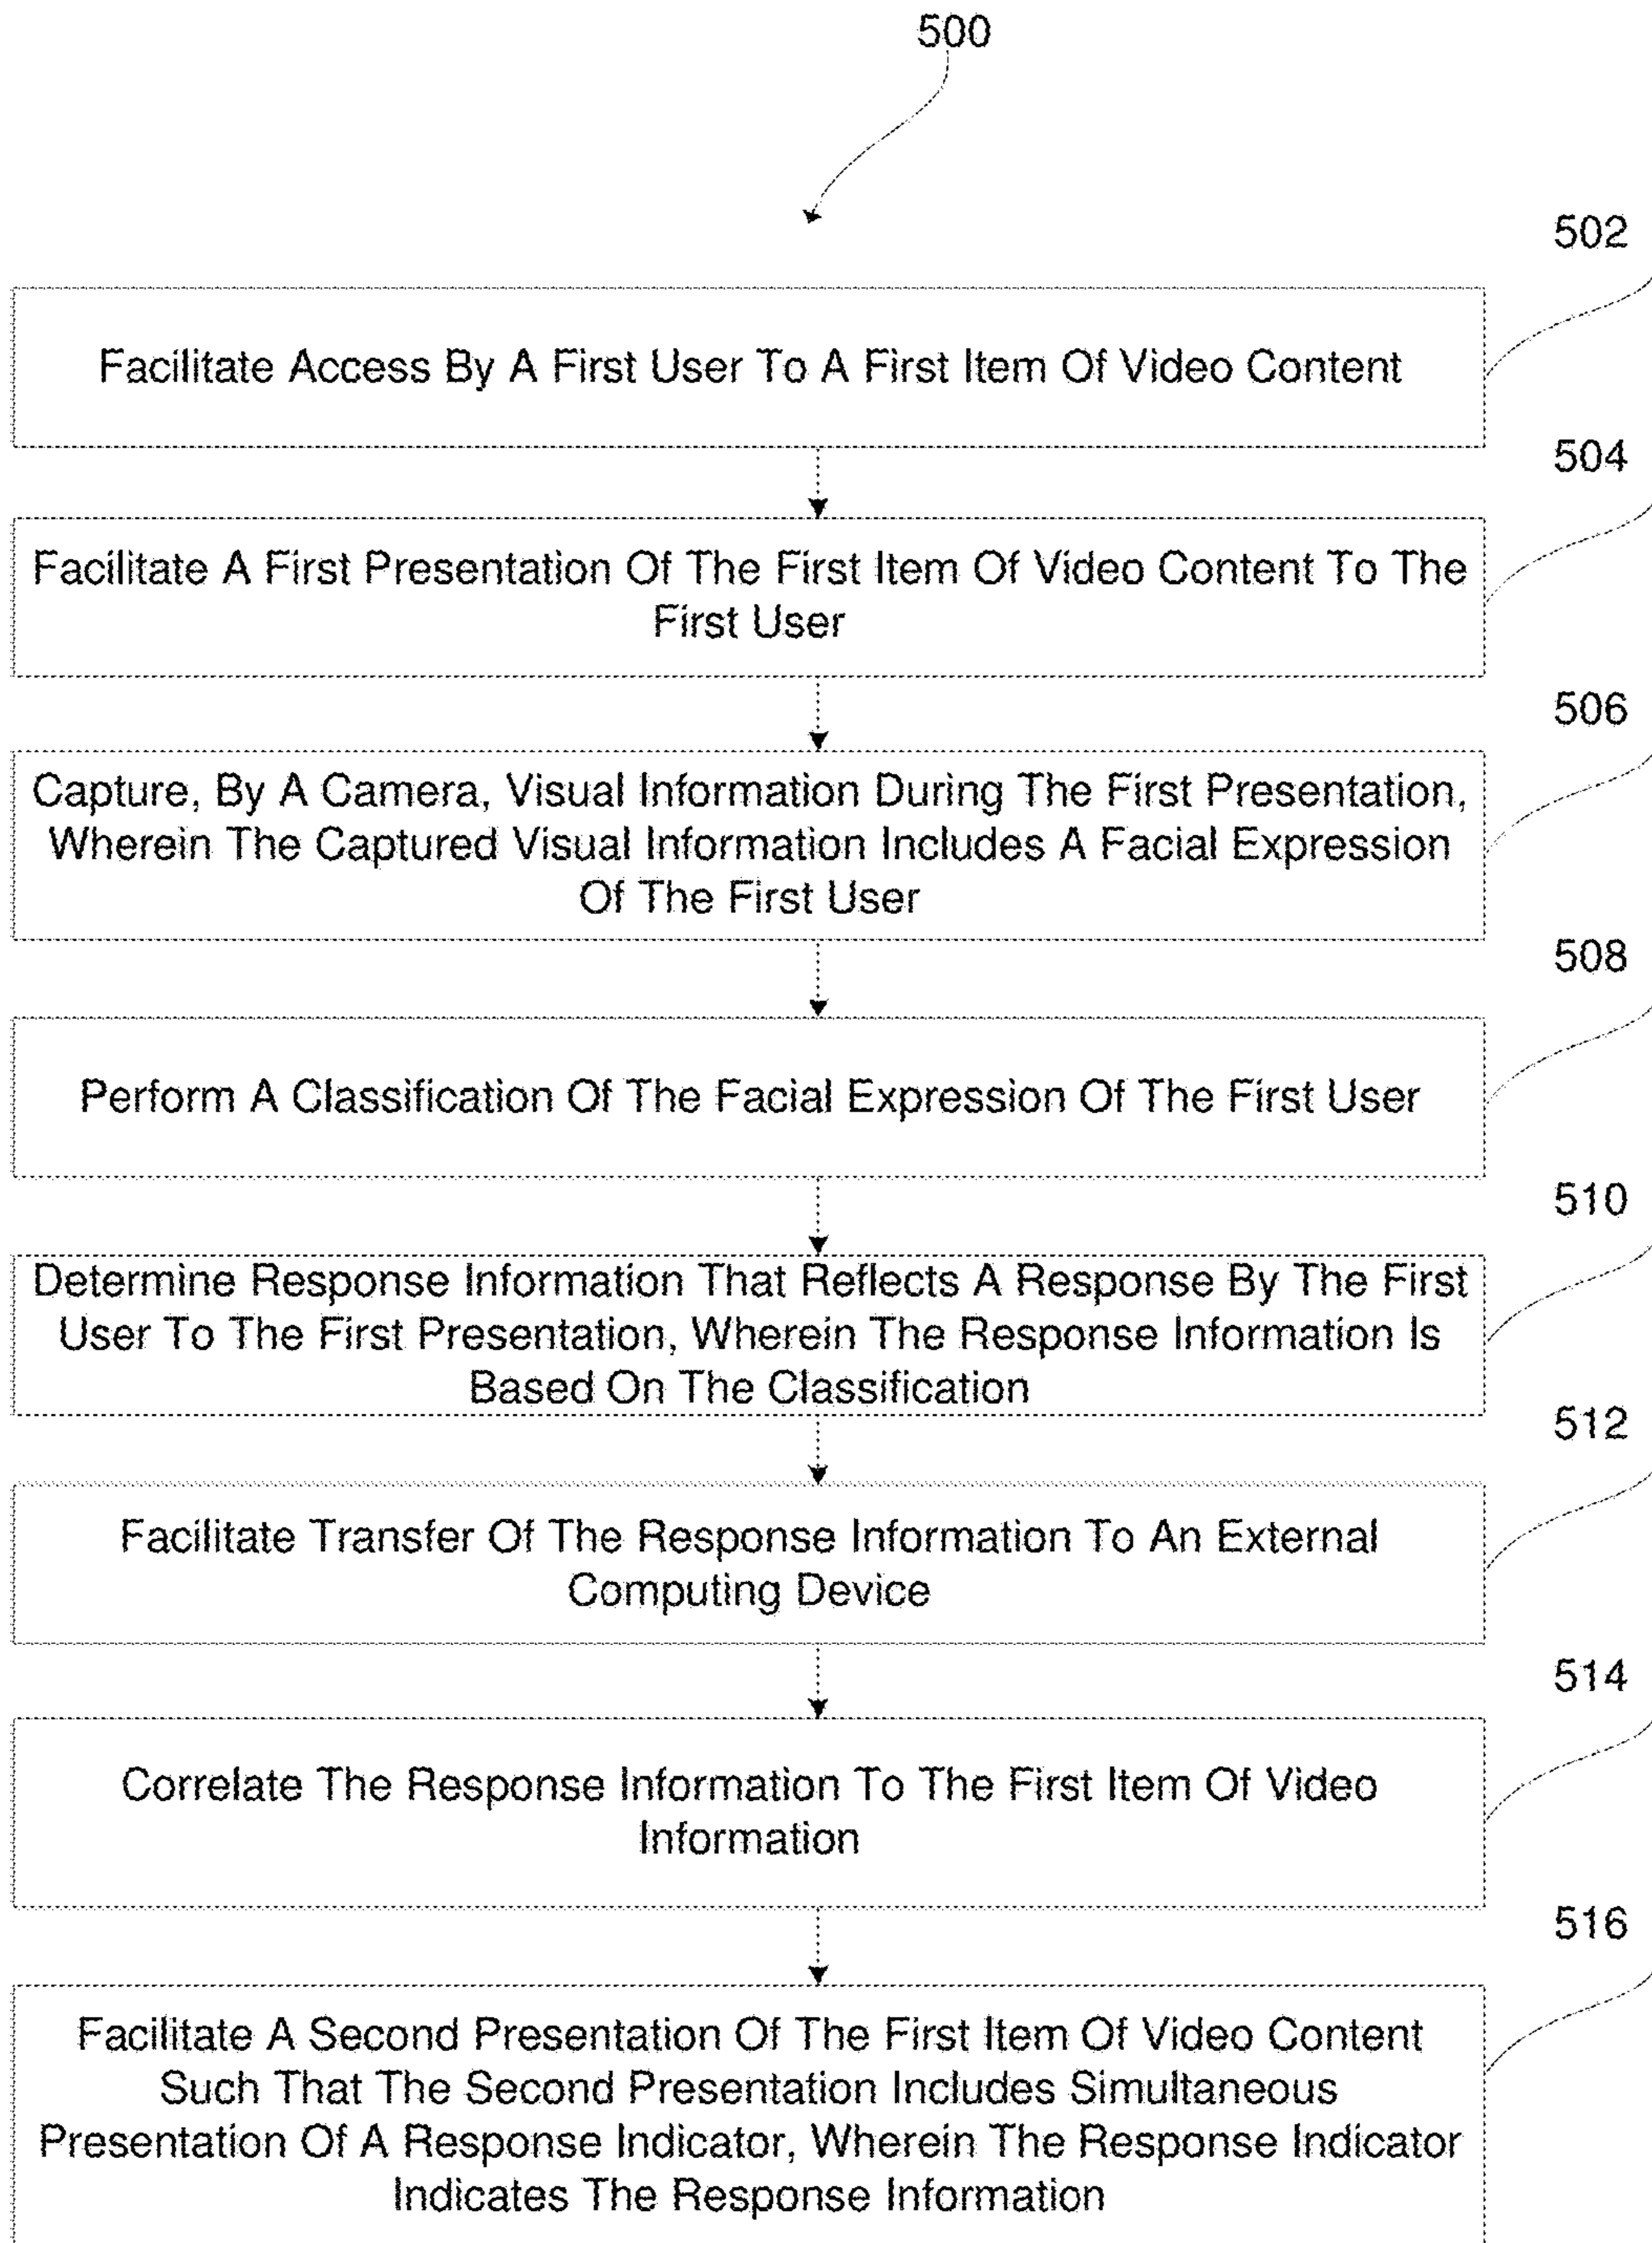 500
502
Facilitate Access By A First User To A First Item Of Video Content
504
Facilitate A First Presentation Of The First Item Of Video Content To The
First User
506
Capture, By A Camera, Visual Information During The First Presentation,
Wherein The Captured Visual Information Includes A Facial Expression
Of The First User
508
Perform A Classification Of The Facial Expression Of The First User
510
Determine Response Information That Reflects A Response By The First
User To The First Presentation, Wherein The Response Information Is
Based On The Classification
512
Facilitate Transfer Of The Response Information To An External
Computing Device
514
Correlate The Response Information To The First Item Of Video
Information
516
Facilitate A Second Presentation Of The First Item Of Video Content
Such That The Second Presentation Includes Simultaneous
Presentation Of A Response Indicator, Wherein The Response Indicator
Indicates The Response Information